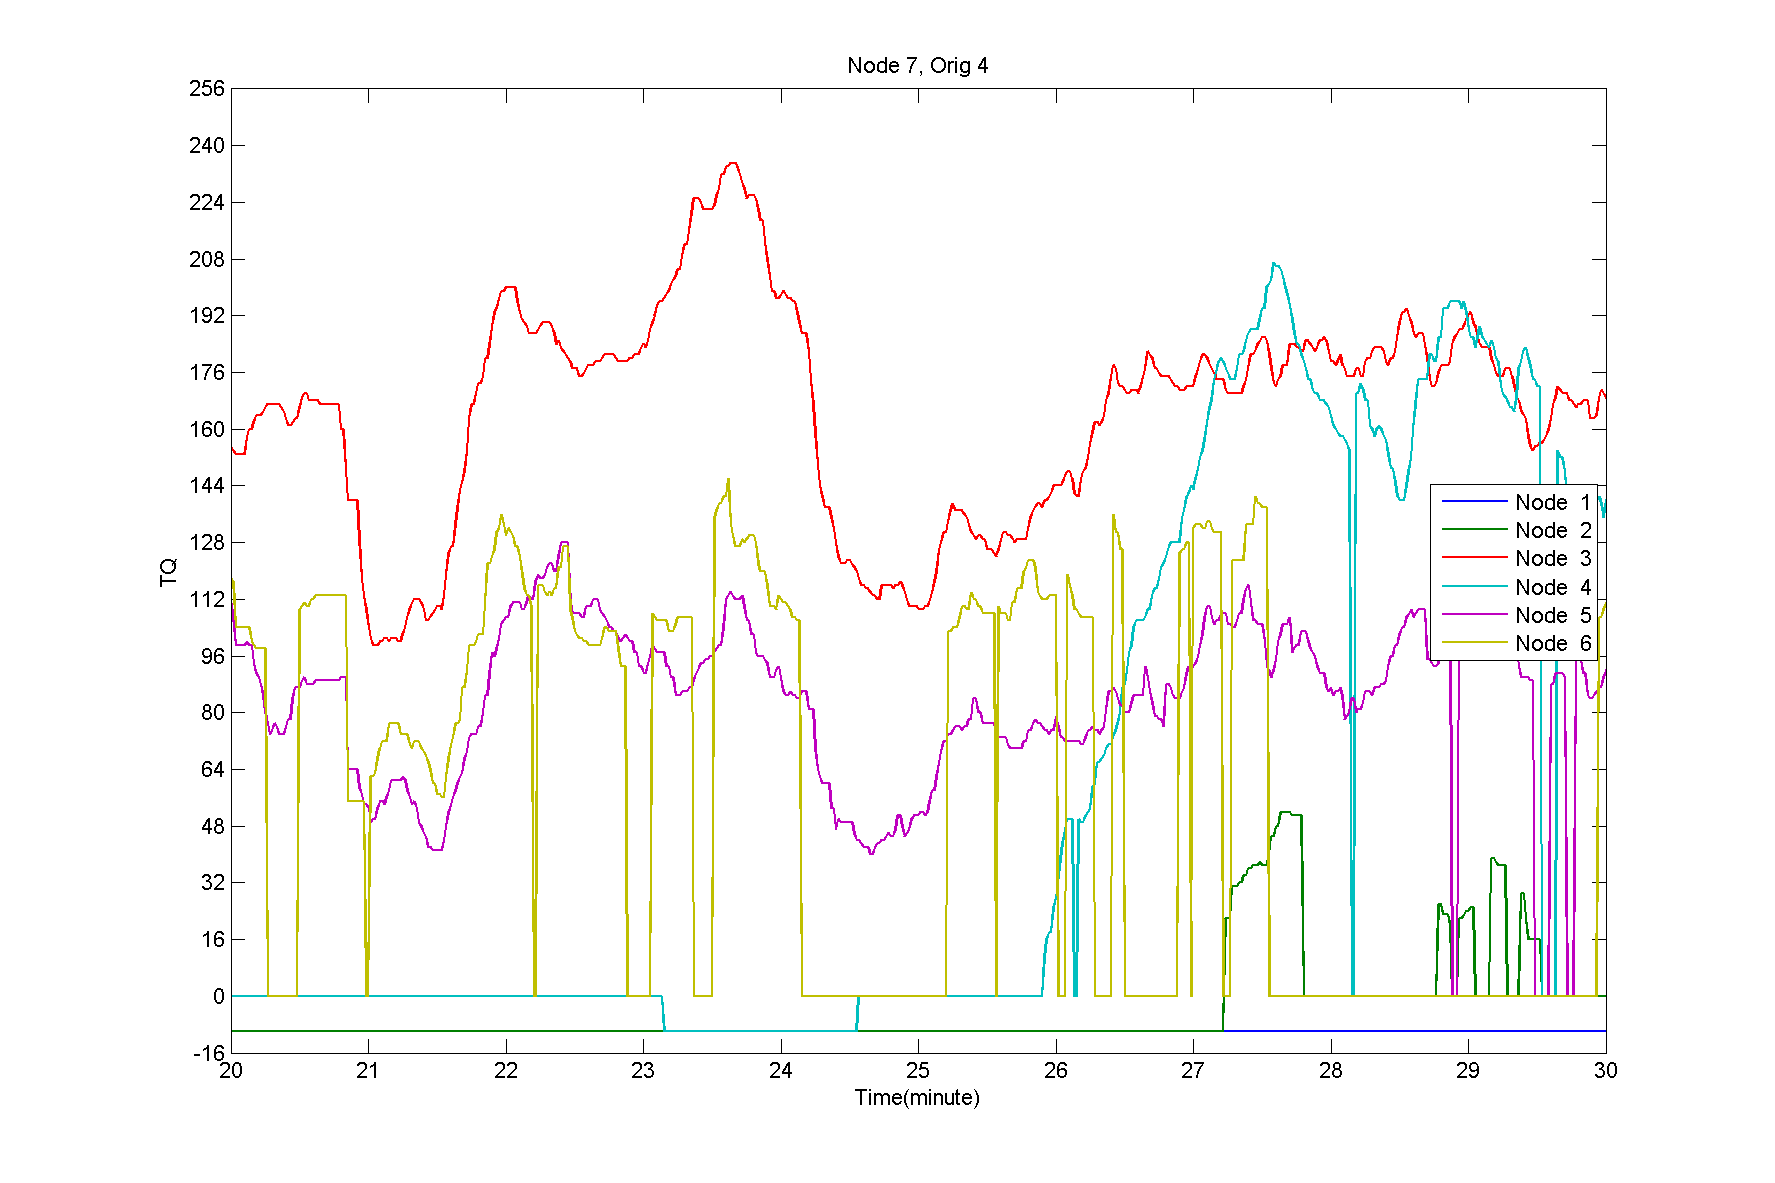 Node 7, Orig 4
256
240
224
208
192
176
160
144
128
112
96
80
64
48
32
16
0
-16
TQ
Node 1
Node 2
Node 3
Node 4
Node 5
Node 6
20 21 22 23 24 25 26 27 28 29 30
Time(minute)